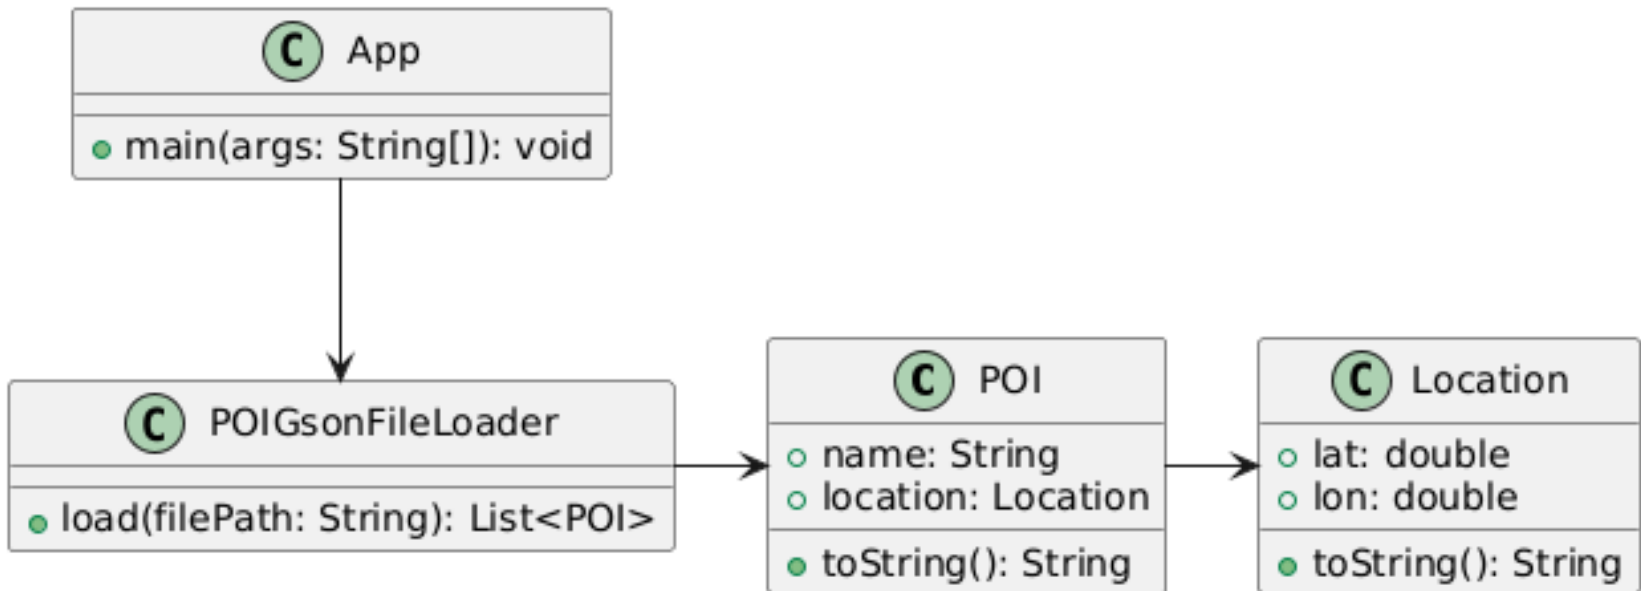 C App
main(args: String[]): void
C POIGsonFileLoader
load(filePath: String): List<POI>
C POI
name: String
location: Location
toString(): String
C Location
lat: double
lon: double
toString(): String